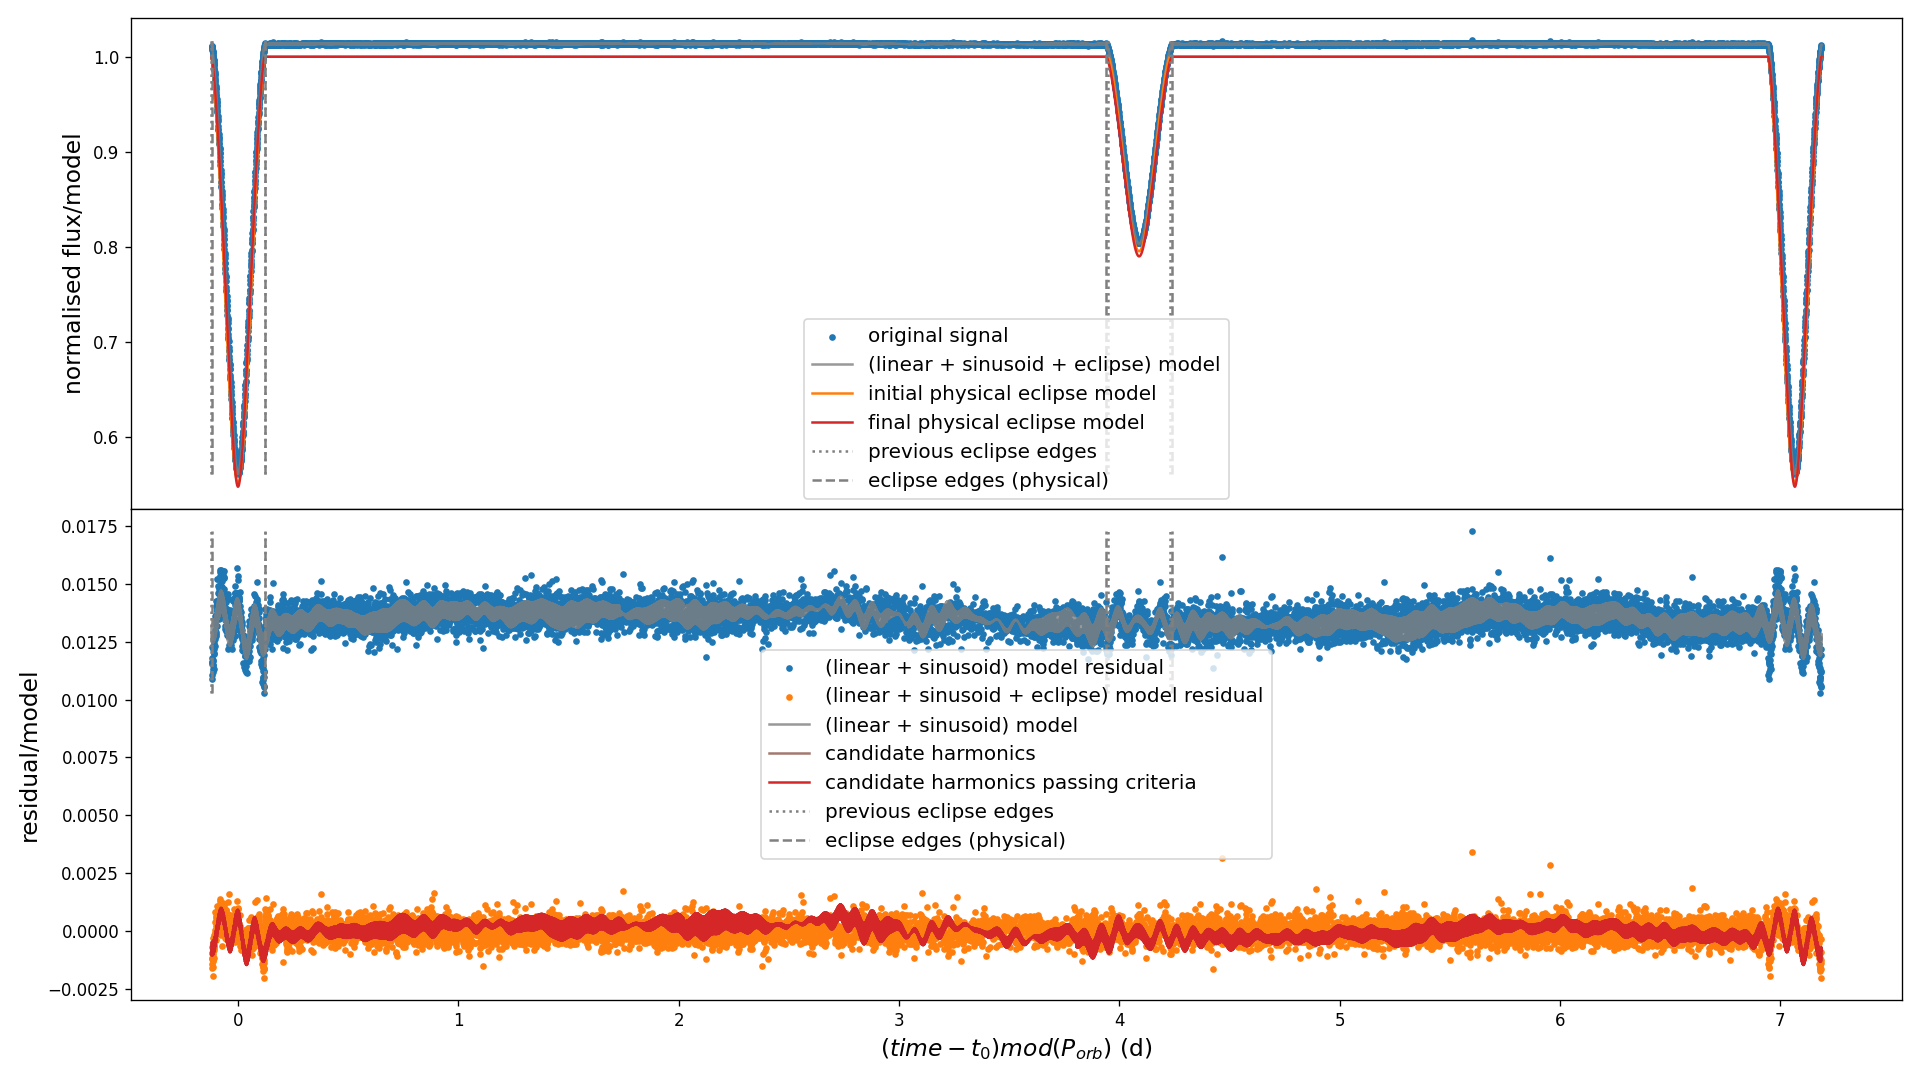 normalised flux/model
1.0
0.9
0.8
0.7
0.6
original signal
(linear + sinusoid + eclipse) model
initial physical eclipse model
final physical eclipse model
previous eclipse edges
eclipse edges (physical)
residual/model
0.0175
0.0150
0.0125
0.0100
0.0075
0.0050
0.0025
0.0000
−0.0025
(linear + sinusoid) model residual
(linear + sinusoid + eclipse) model residual
(linear + sinusoid) model
candidate harmonics
candidate harmonics passing criteria
previous eclipse edges
eclipse edges (physical)
0 1 2 3 4 5 6 7
(time − t₀)mod(P_orb) (d)